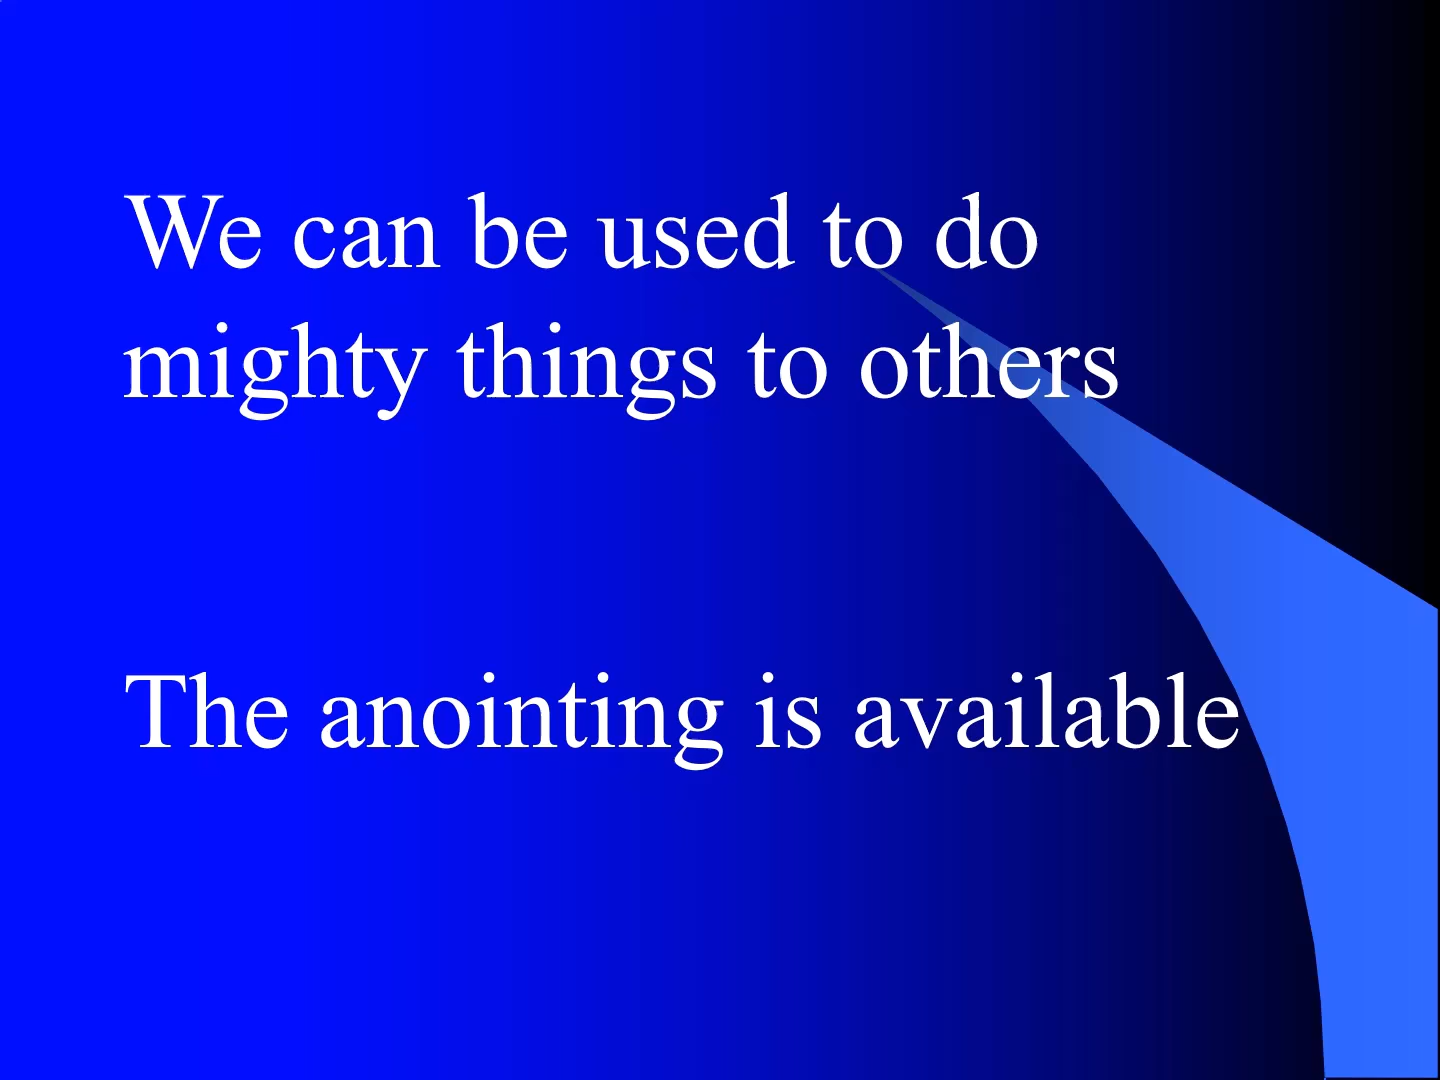 We can be used to do
mighty things to others
The anointing is available